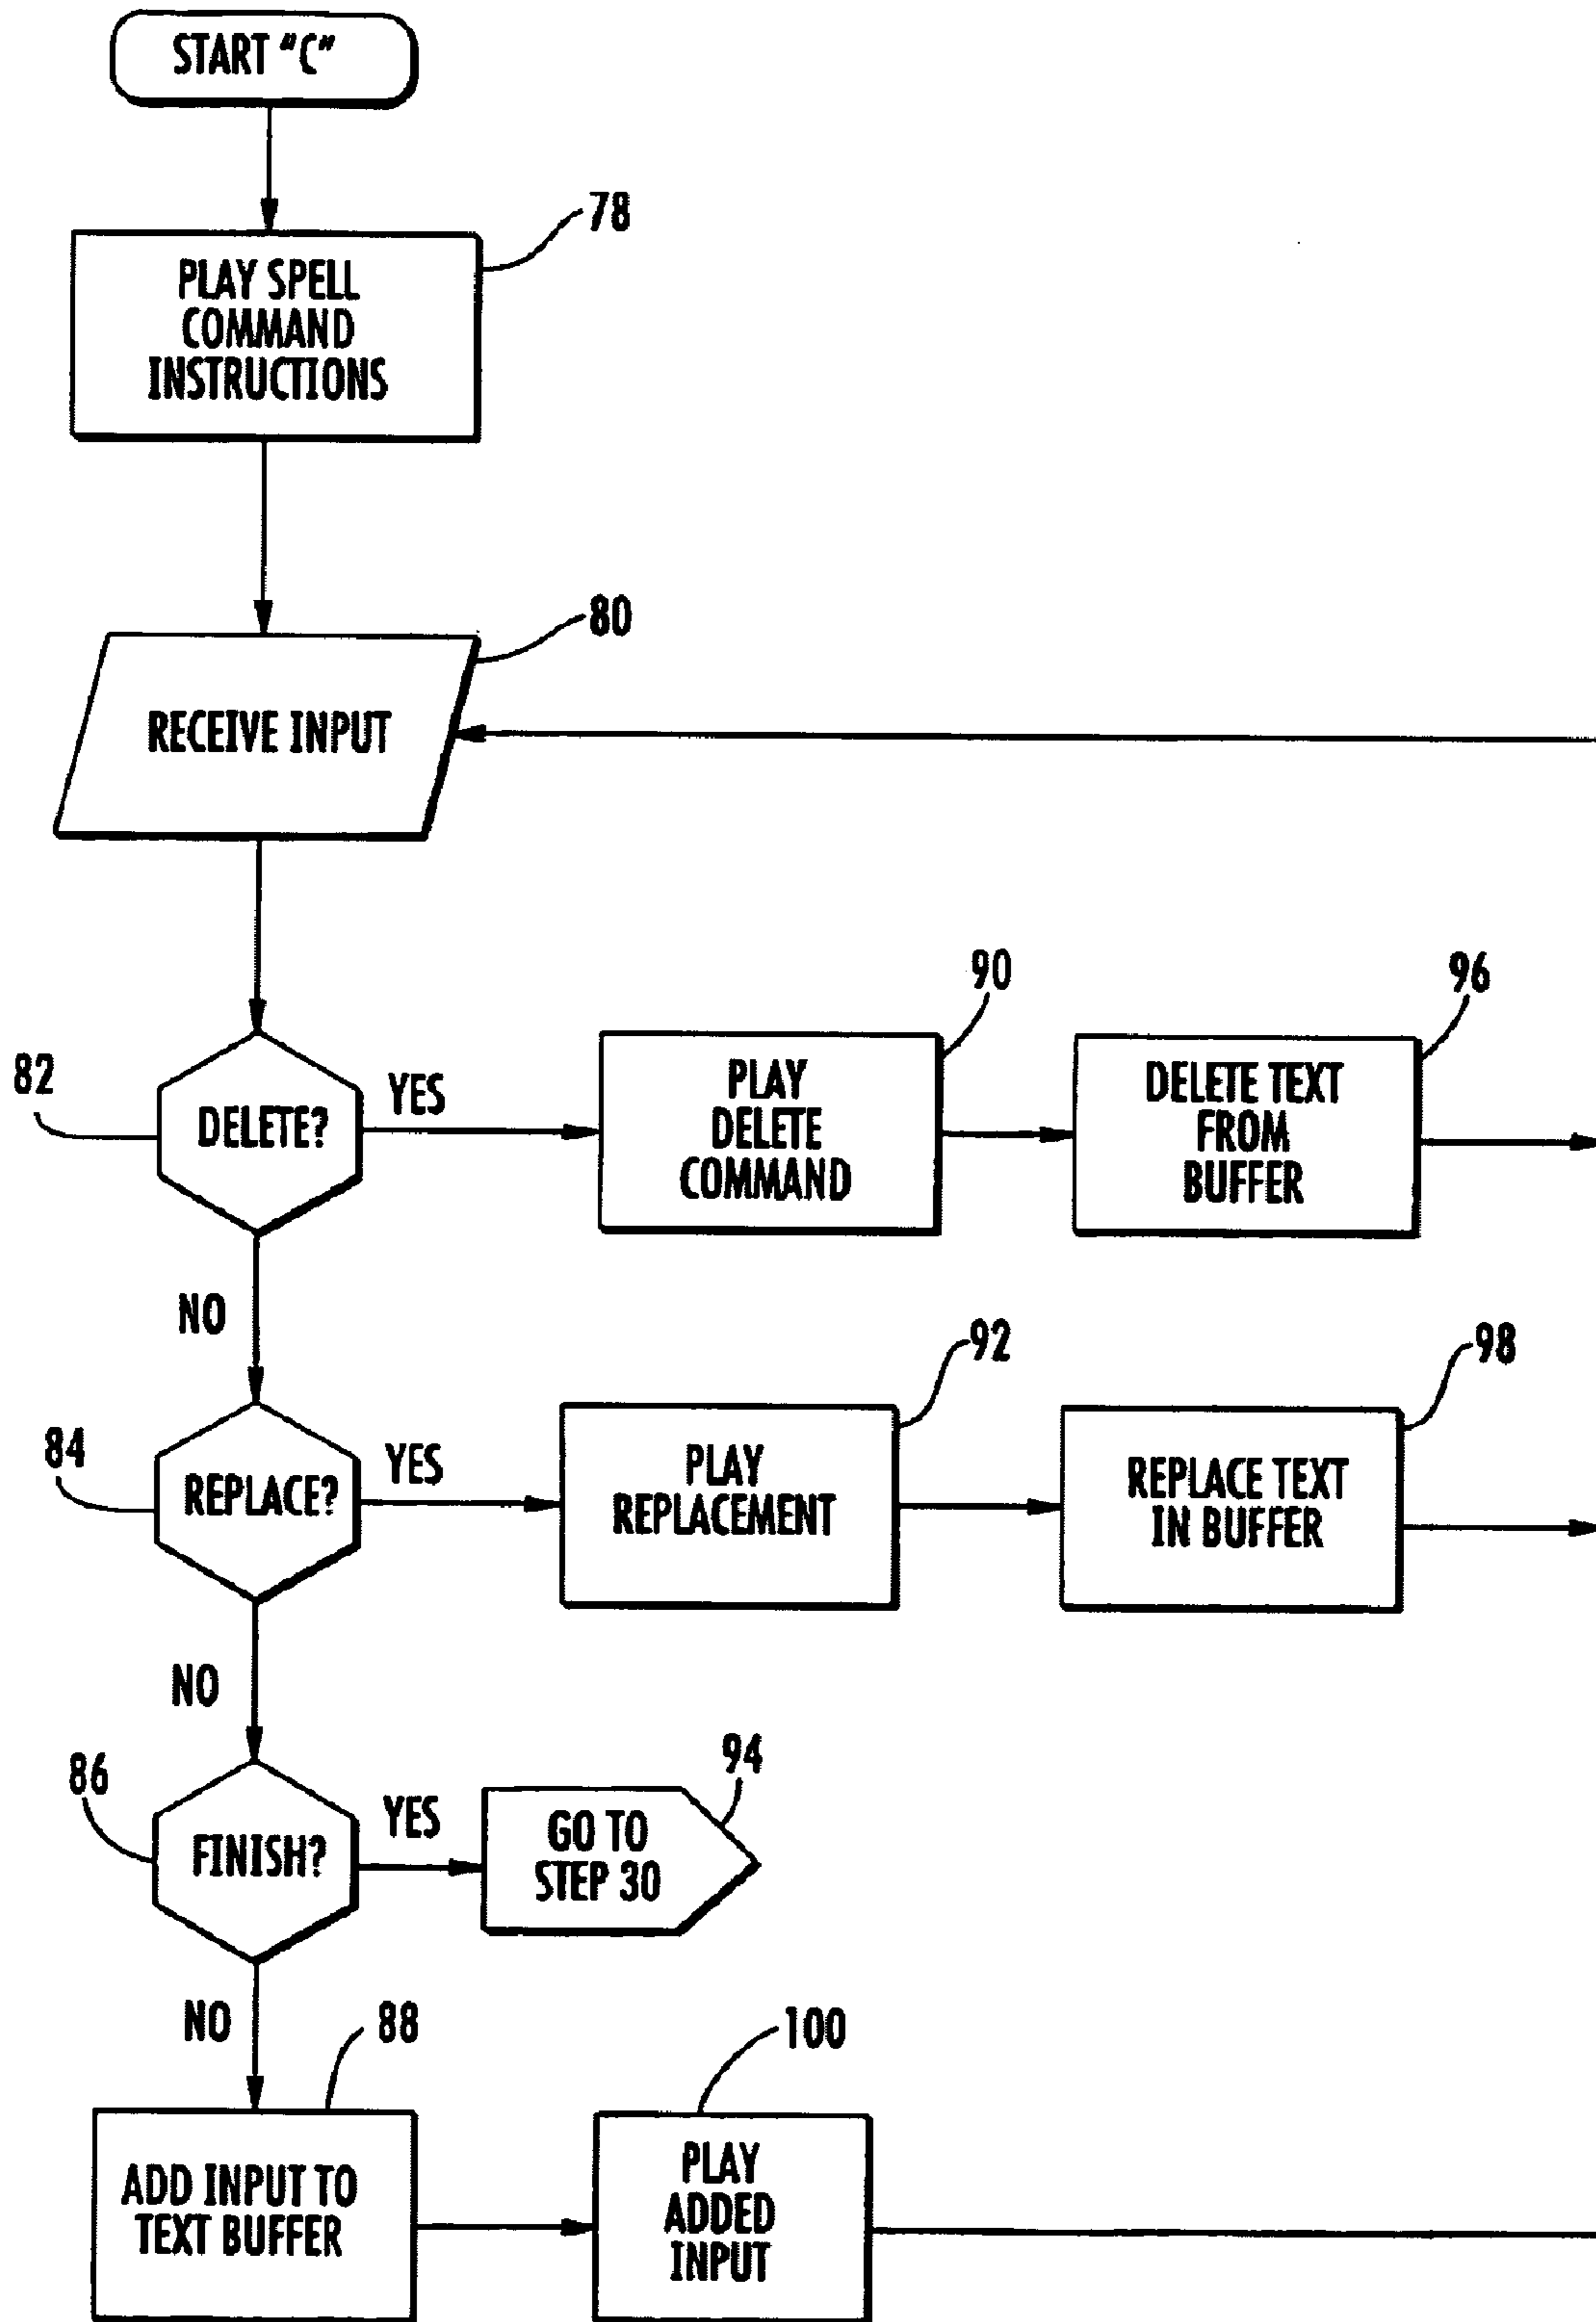 START "C"
78
PLAY SPELL
COMMAND
INSTRUCTIONS
80
RECEIVE INPUT
82
DELETE?
YES
90
PLAY
DELETE
COMMAND
96
DELETE TEXT
FROM
BUFFER
NO
84
REPLACE?
YES
92
PLAY
REPLACEMENT
98
REPLACE TEXT
IN BUFFER
NO
86
FINISH?
YES
94
GO TO
STEP 30
NO
88
ADD INPUT TO
TEXT BUFFER
100
PLAY
ADDED
INPUT